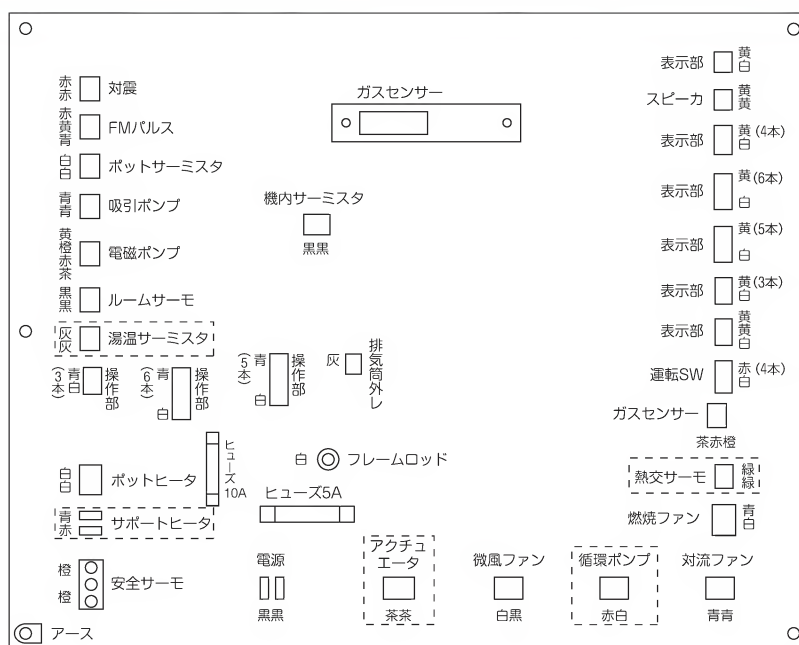 赤赤 対震
赤黄青 FMパルス
白白 ポットサーミスタ
青青 吸引ポンプ
黄橙赤茶 電磁ポンプ
黒黒 ルームサーモ
灰灰 湯温サーミスタ
(3本) 青白 操作部
(6本) 青 白 操作部
(5本) 青 白 操作部
灰 排気筒外レ
ガスセンサー
機内サーミスタ
黒黒
表示部 黄白
スピーカ 黄黄
表示部 黄(4本) 白
表示部 黄(6本) 白
表示部 黄(5本) 白
表示部 黄(3本) 白
表示部 黄黄白
運転SW 赤(4本) 白
ガスセンサー
茶赤橙
白白 ポットヒータ
ヒューズ10A
白 フレームロッド
ヒューズ5A
熱交サーモ 緑緑
青赤 サポートヒータ
燃焼ファン 青白
橙 橙 安全サーモ
電源
黒黒
アクチュ
エータ
茶茶
微風ファン
白黒
循環ポンプ
赤白
対流ファン
青青
アース